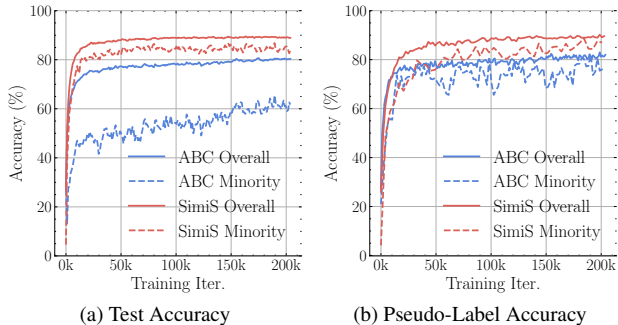 100
80
60
40
20
0
Accuracy (%)
ABC Overall
ABC Minority
SimiS Overall
SimiS Minority
0k 50k 100k 150k 200k
Training Iter.
(a) Test Accuracy
100
80
60
40
20
0
Accuracy (%)
ABC Overall
ABC Minority
SimiS Overall
SimiS Minority
0k 50k 100k 150k 200k
Training Iter.
(b) Pseudo-Label Accuracy